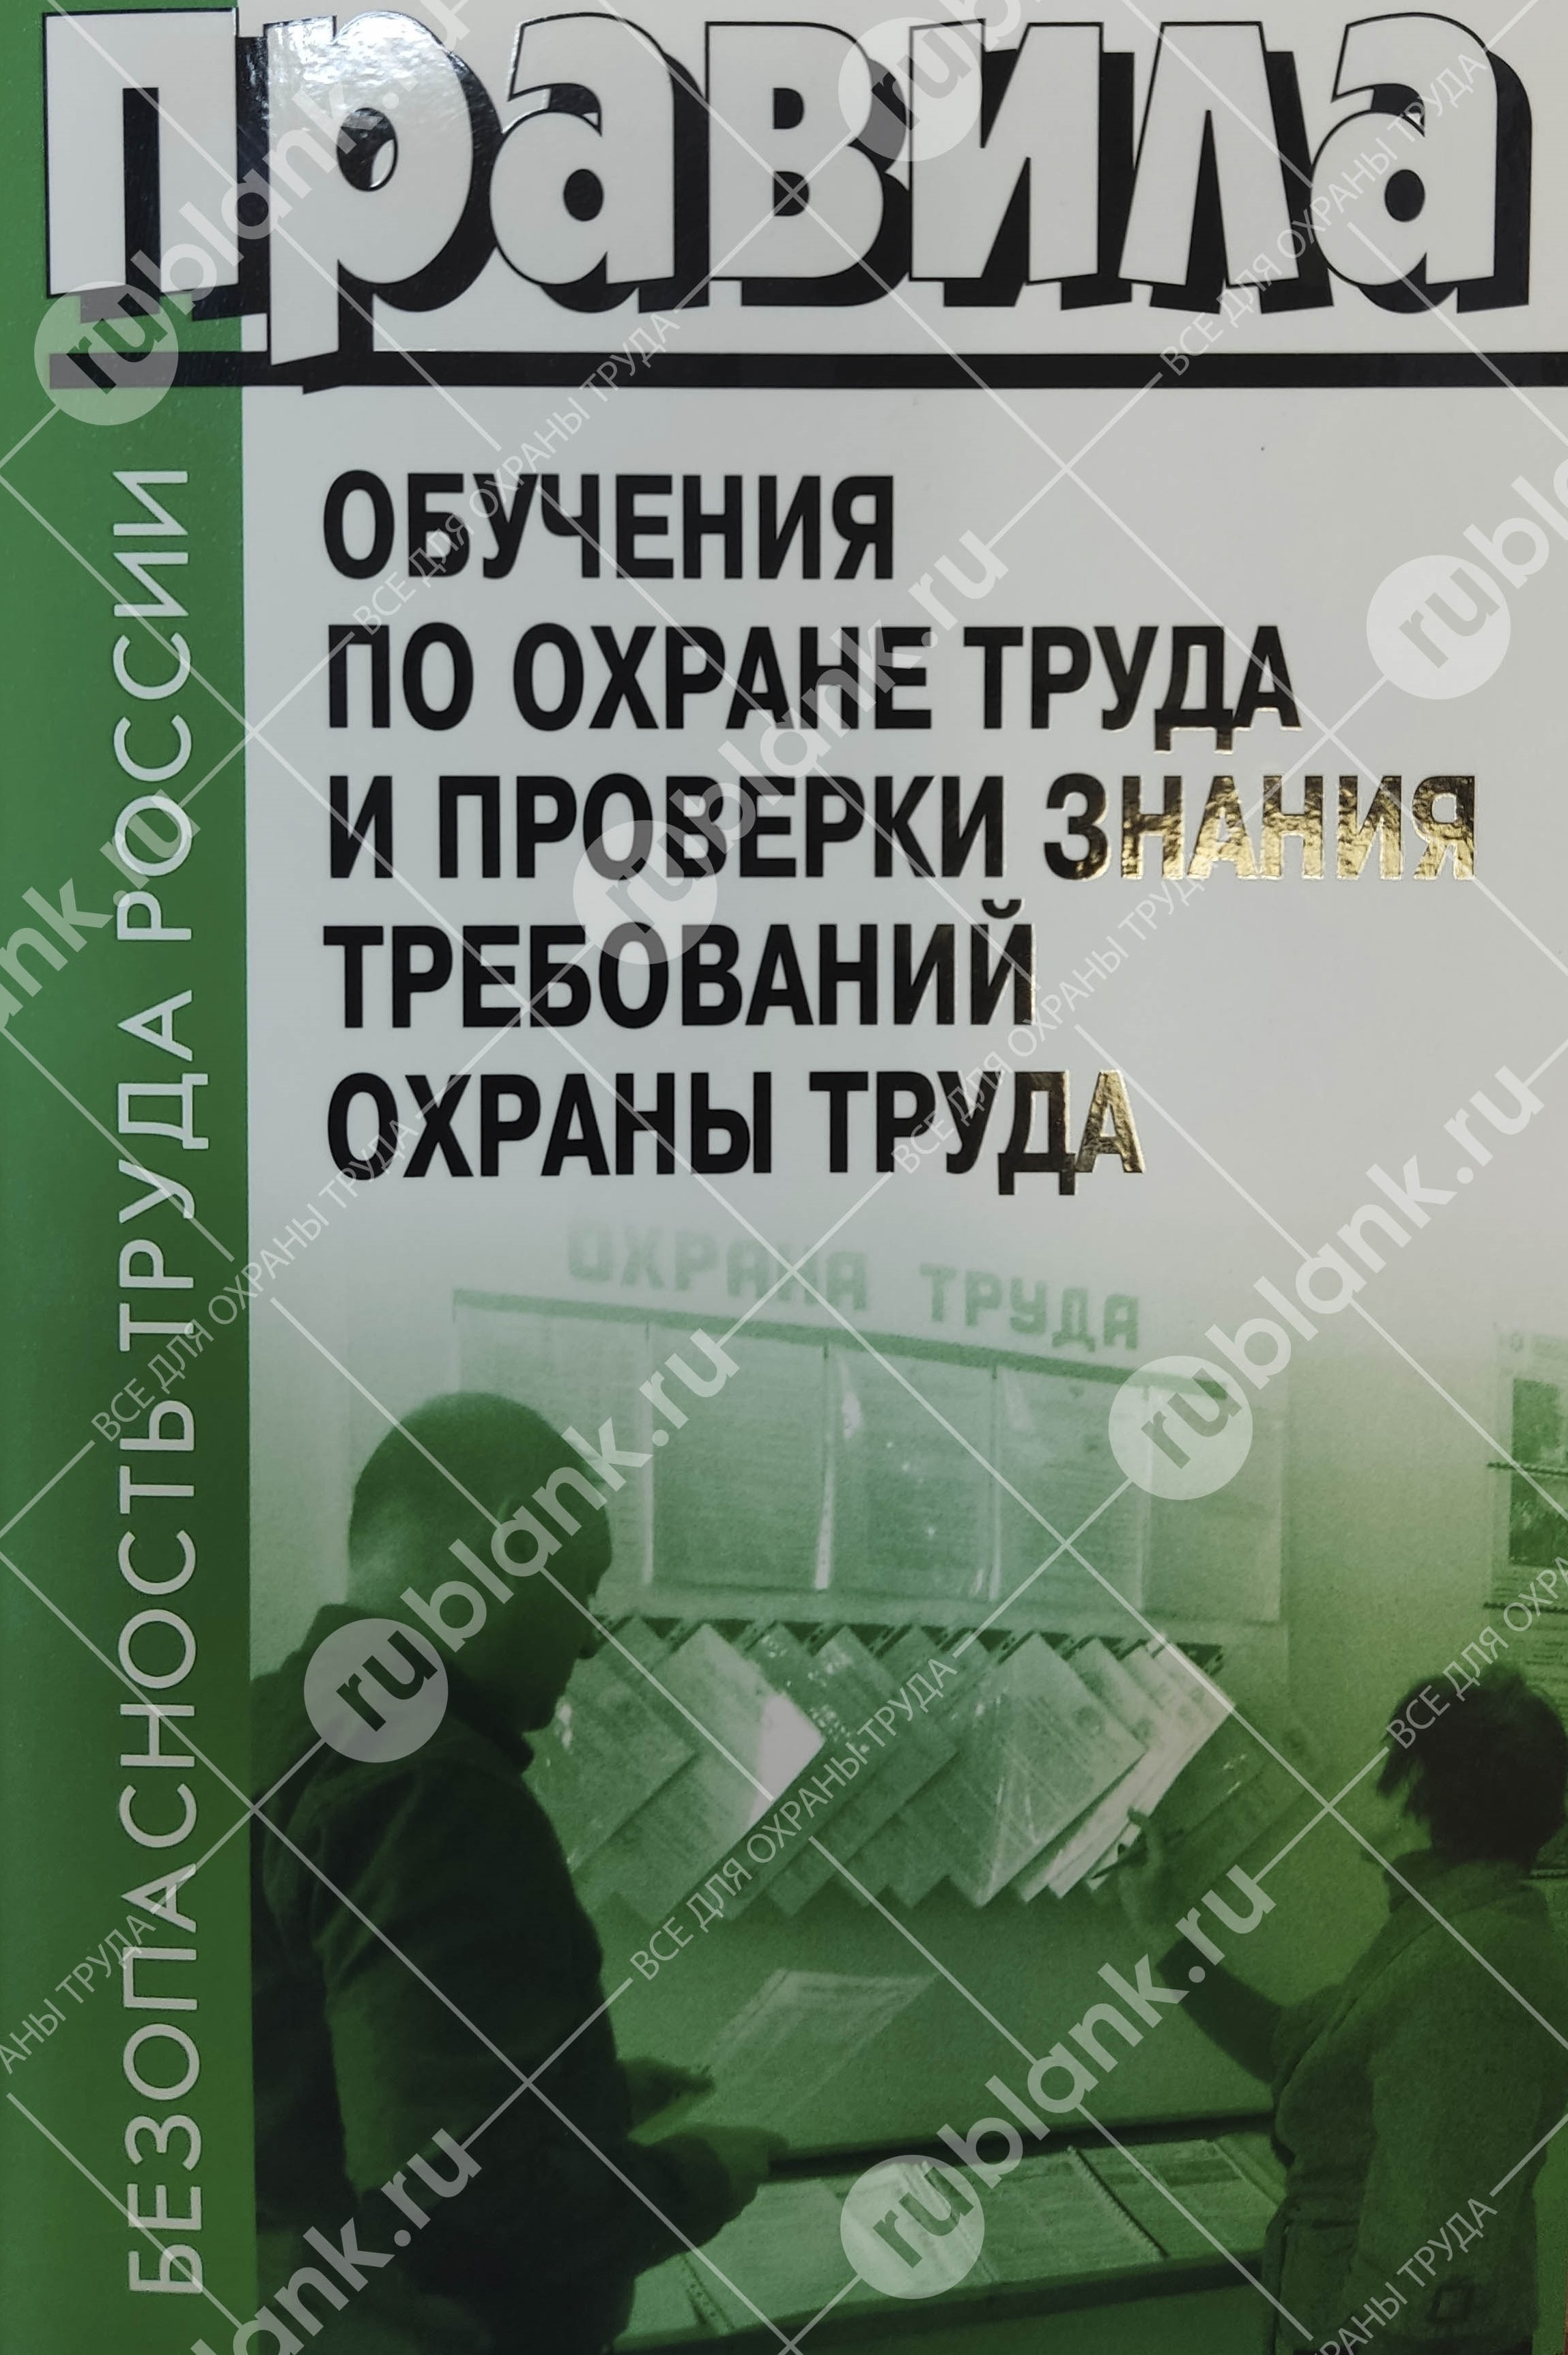 правила
ОБУЧЕНИЯ
ПО ОХРАНЕ ТРУДА
И ПРОВЕРКИ ЗНАНИЯ
ТРЕБОВАНИЙ
ОХРАНЫ ТРУДА
БЕЗОПАСНОСТЬ ТРУДА РОССИИ
ОХРАНА ТРУДА
rublank.ru
ВСЕ ДЛЯ ОХРАНЫ ТРУДА